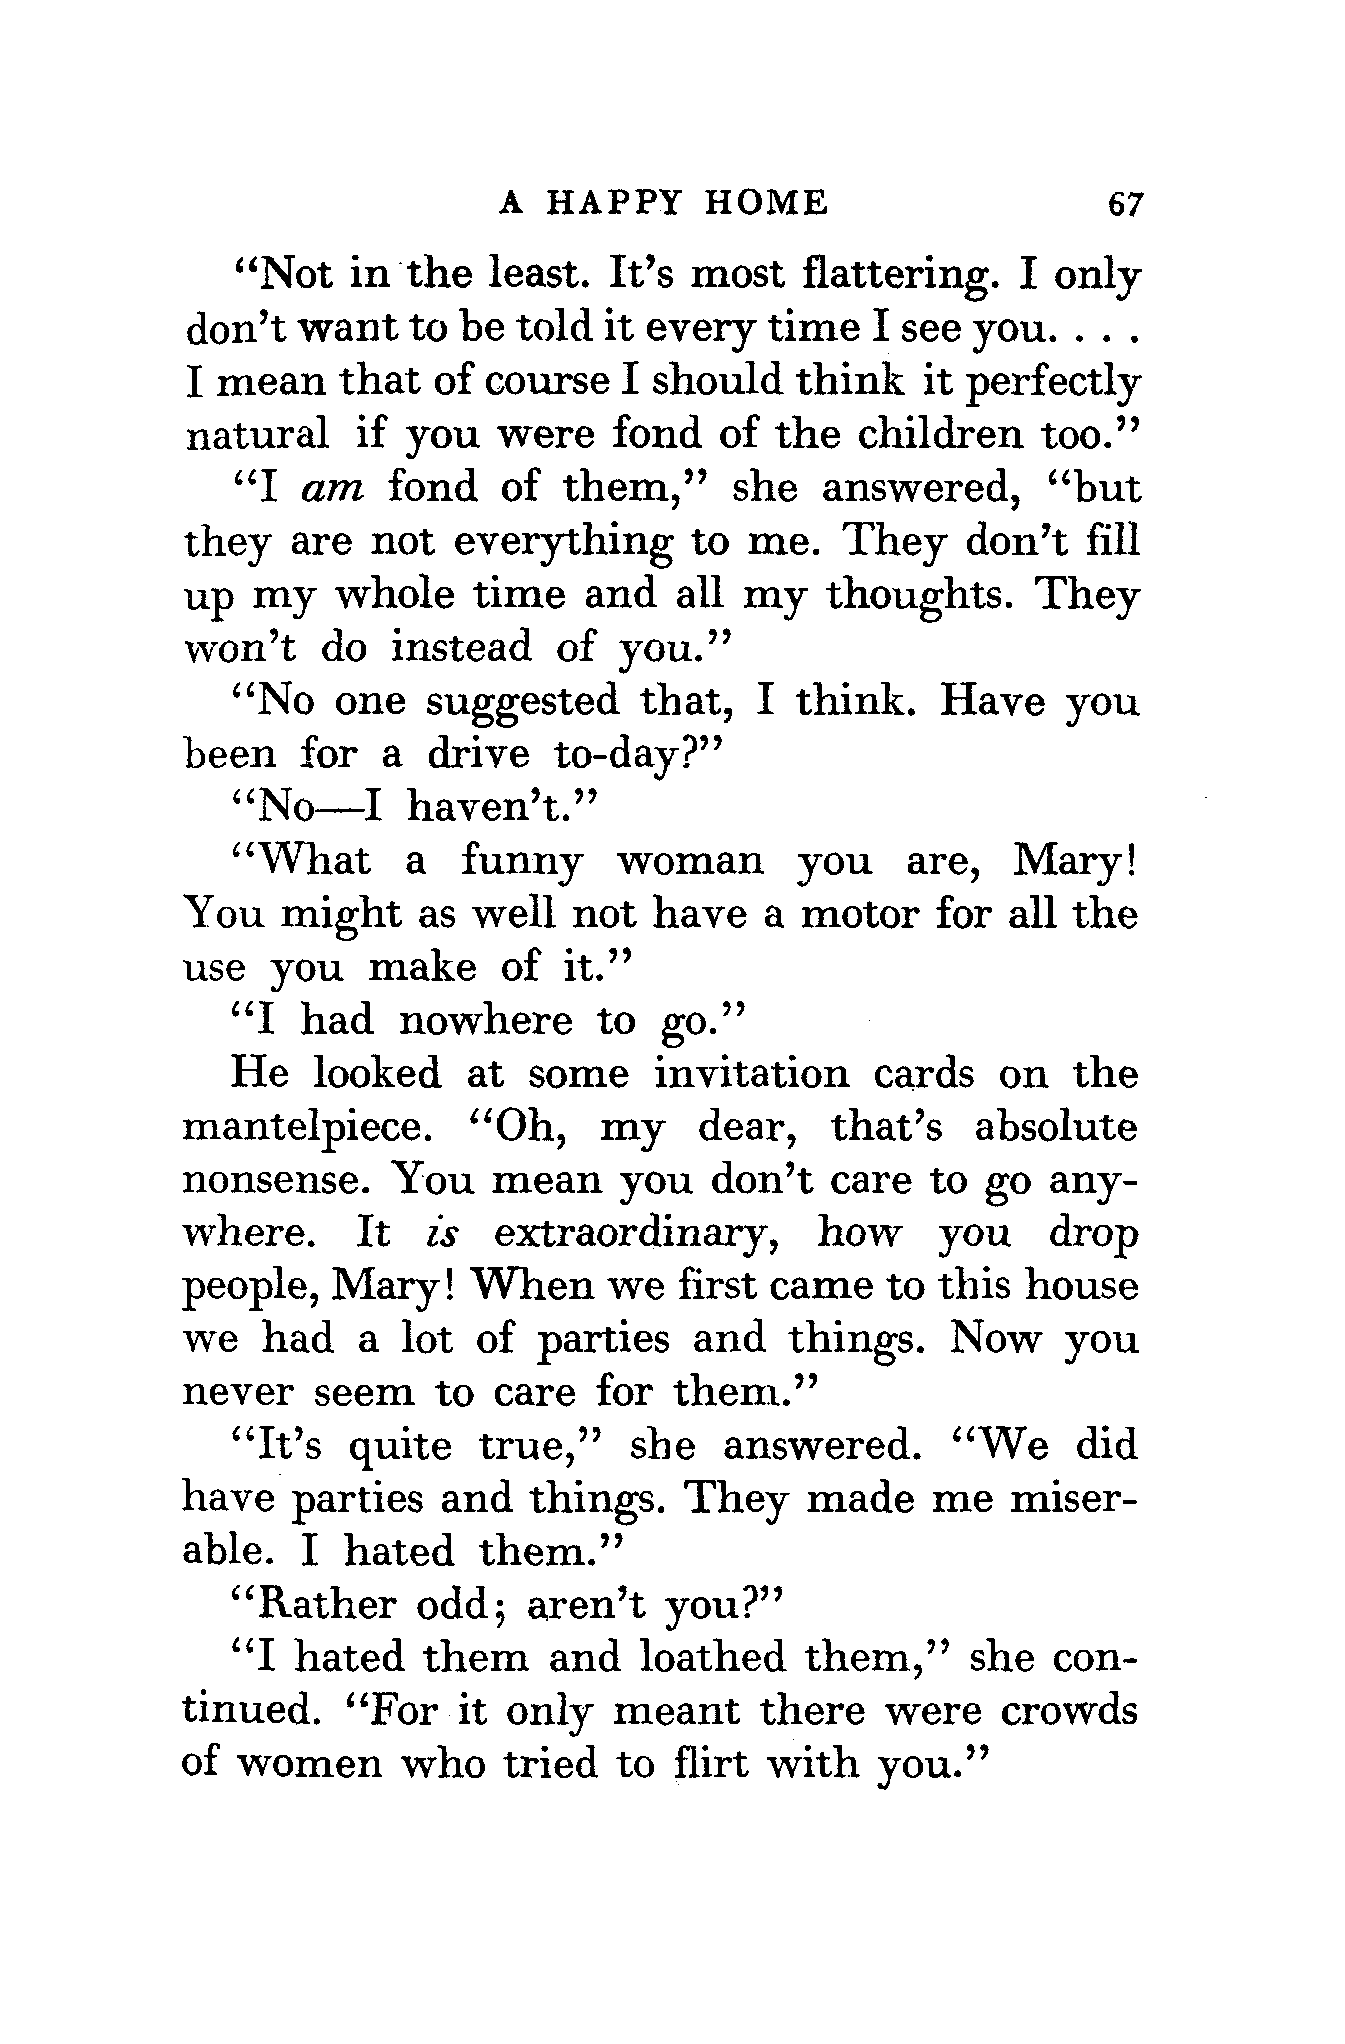 A HAPPY HOME 67
“Not in the least. It’s most flattering. I only
don’t want to be told it every time I see you. . . .
I mean that of course I should think it perfectly
natural if you were fond of the children too.”
“I am fond of them,” she answered, “but
they are not everything to me. They don’t fill
up my whole time and all my thoughts. They
won’t do instead of you.”
“No one suggested that, I think. Have you
been for a drive to-day?”
“No—I haven’t.”
“What a funny woman you are, Mary!
You might as well not have a motor for all the
use you make of it.”
“I had nowhere to go.”
He looked at some invitation cards on the
mantelpiece. “Oh, my dear, that’s absolute
nonsense. You mean you don’t care to go any-
where. It is extraordinary, how you drop
people, Mary! When we first came to this house
we had a lot of parties and things. Now you
never seem to care for them.”
“It’s quite true,” she answered. “We did
have parties and things. They made me miser-
able. I hated them.”
“Rather odd; aren’t you?”
“I hated them and loathed them,” she con-
tinued. “For it only meant there were crowds
of women who tried to flirt with you.”